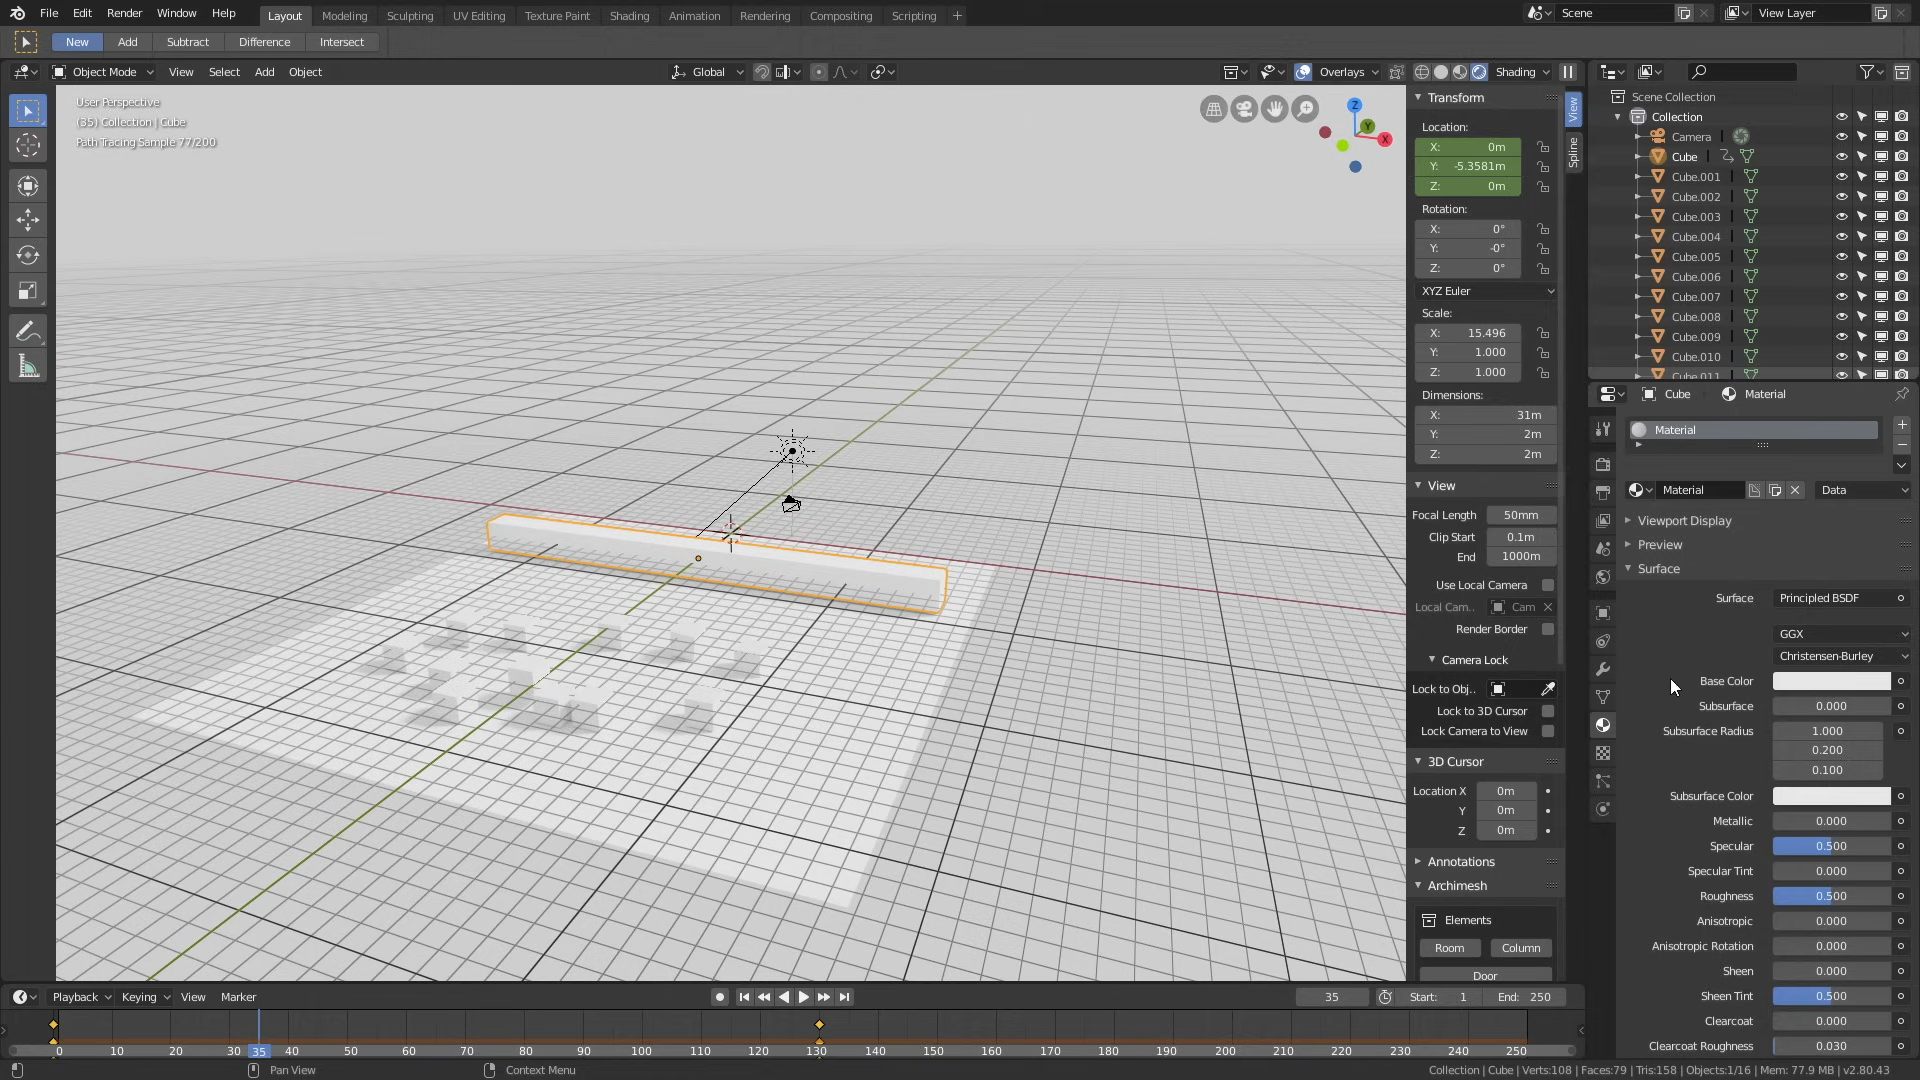 File Edit Render Window Help Layout Modeling Sculpting UV Editing Texture Paint Shading Animation Rendering Compositing Scripting + Scene View Layer
New Add Subtract Difference Intersect
Object Mode View Select Add Object Global Overlays Shading
User Perspective
(35) Collection | Cube
Path Tracing Sample 77/200
Z
Y
X
View
Spline
Transform
Location:
X: 0m
Y: -5.3581m
Z: 0m
Rotation:
X: 0°
Y: -0°
Z: 0°
XYZ Euler
Scale:
X: 15.496
Y: 1.000
Z: 1.000
Dimensions:
X: 31m
Y: 2m
Z: 2m
View
Focal Length 50mm
Clip Start 0.1m
End 1000m
Use Local Camera
Local Cam.. Cam
Render Border
Camera Lock
Lock to Obj..
Lock to 3D Cursor
Lock Camera to View
3D Cursor
Location X 0m
Y 0m
Z 0m
Annotations
Archimesh
Elements
Room Column
Door
Scene Collection
Collection
Camera
Cube
Cube.001
Cube.002
Cube.003
Cube.004
Cube.005
Cube.006
Cube.007
Cube.008
Cube.009
Cube.010
Cube.011
Cube Material
Material
Material Data
Viewport Display
Preview
Surface
Surface Principled BSDF
GGX
Christensen-Burley
Base Color
Subsurface 0.000
Subsurface Radius 1.000
0.200
0.100
Subsurface Color
Metallic 0.000
Specular 0.500
Specular Tint 0.000
Roughness 0.500
Anisotropic 0.000
Anisotropic Rotation 0.000
Sheen 0.000
Sheen Tint 0.500
Clearcoat 0.000
Clearcoat Roughness 0.030
Playback Keying View Marker 35 Start: 1 End: 250
0 10 20 30 35 40 50 60 70 80 90 100 110 120 130 140 150 160 170 180 190 200 210 220 230 240 250
Pan View Context Menu Collection | Cube | Verts:108 | Faces:79 | Tris:158 | Objects:1/16 | Mem: 77.9 MB | v2.80.43